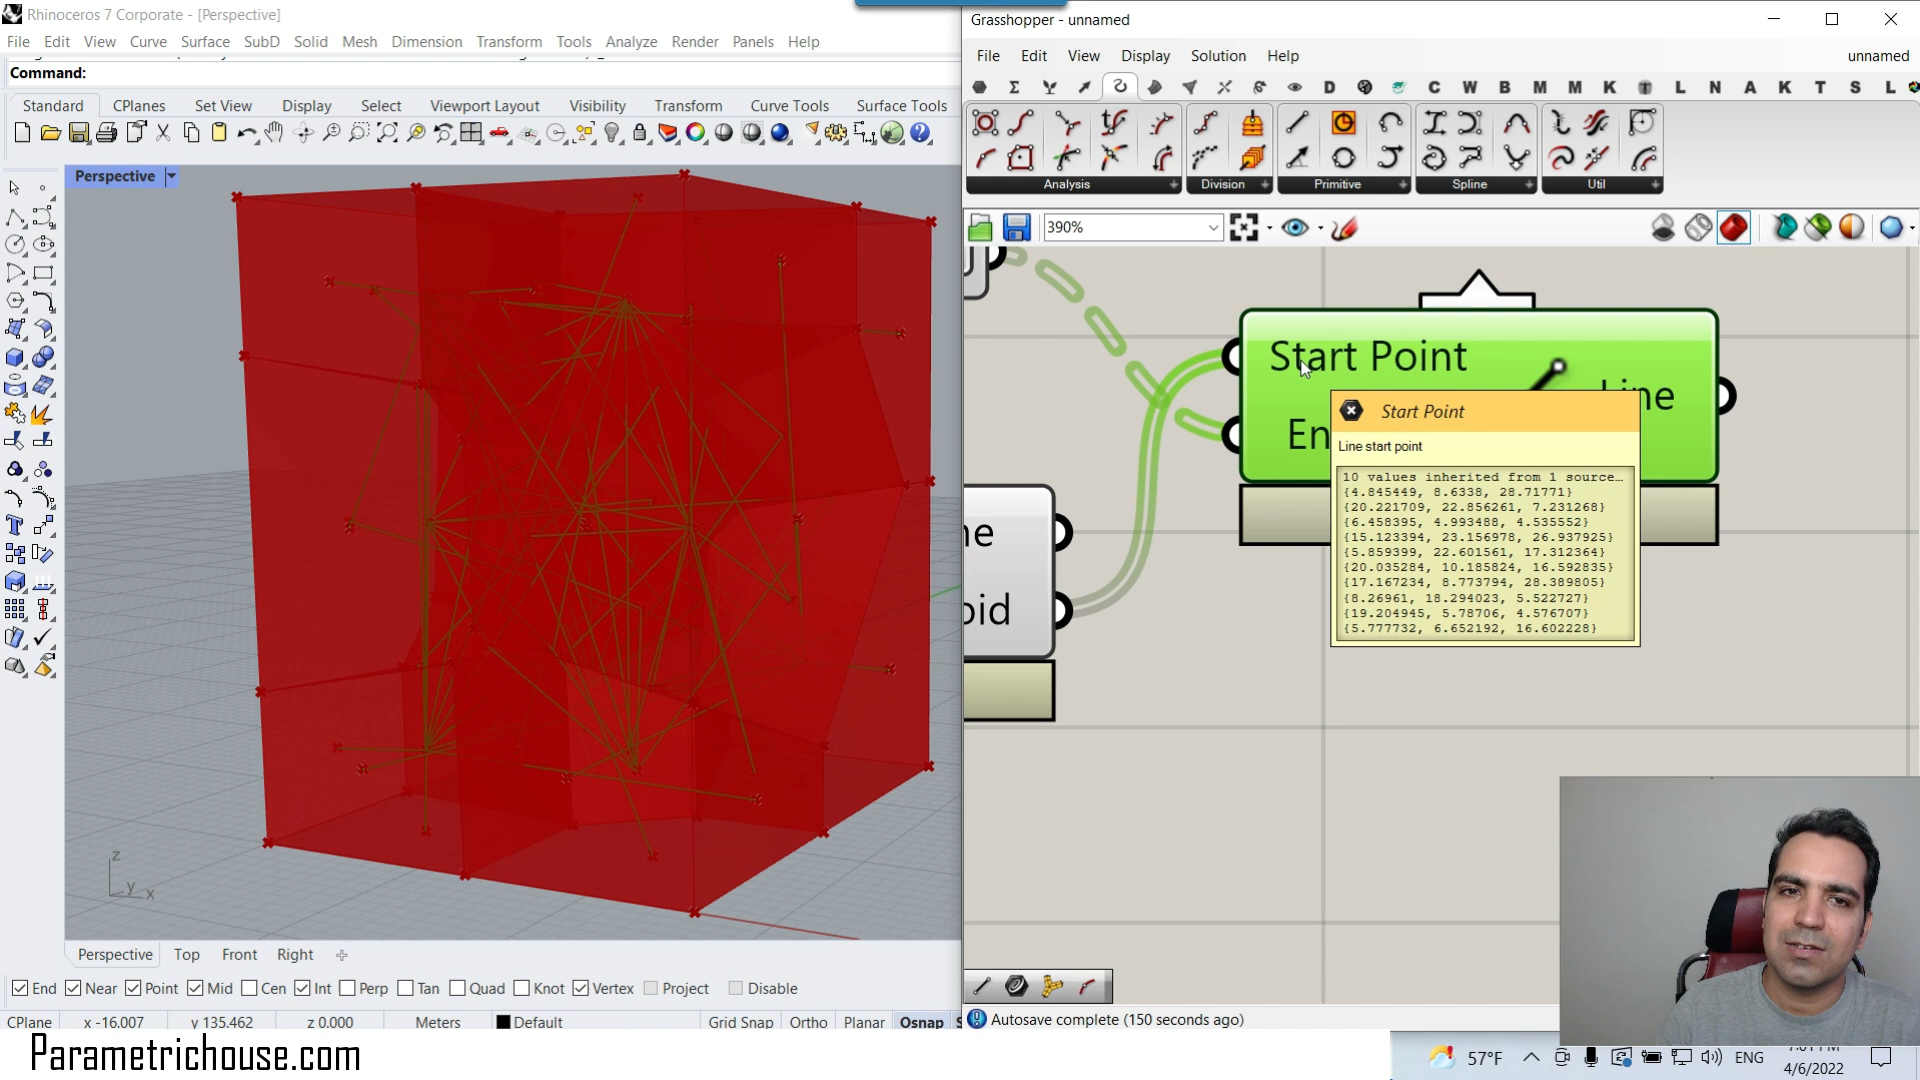 Rhinoceros 7 Corporate - [Perspective]
File Edit View Curve Surface SubD Solid Mesh Dimension Transform Tools Analyze Render Panels Help
Command:
Standard CPlanes Set View Display Select Viewport Layout Visibility Transform Curve Tools Surface Tools
Perspective
z
y x
Perspective Top Front Right
End Near Point Mid Cen Int Perp Tan Quad Knot Vertex Project Disable
CPlane x -16.007 y 135.462 z 0.000 Meters Default Grid Snap Ortho Planar Osnap S
Parametrichouse.com
Grasshopper - unnamed
File Edit View Display Solution Help unnamed
D C W B M M K L N A K T S L
Analysis Division Primitive Spline Util
390%
Start Point
Line
En
ne
oid
Start Point
Line start point
10 values inherited from 1 source…
{4.845449, 8.6338, 28.71771}
{20.221709, 22.856261, 7.231268}
{6.458395, 4.993488, 4.535552}
{15.123394, 23.156978, 26.937925}
{5.859399, 22.601561, 17.312364}
{20.035284, 10.185824, 16.592835}
{17.167234, 8.773794, 28.389805}
{8.26961, 18.294023, 5.522727}
{19.204945, 5.78706, 4.576707}
{5.777732, 6.652192, 16.602228}
Autosave complete (150 seconds ago)
57°F ENG
4/6/2022